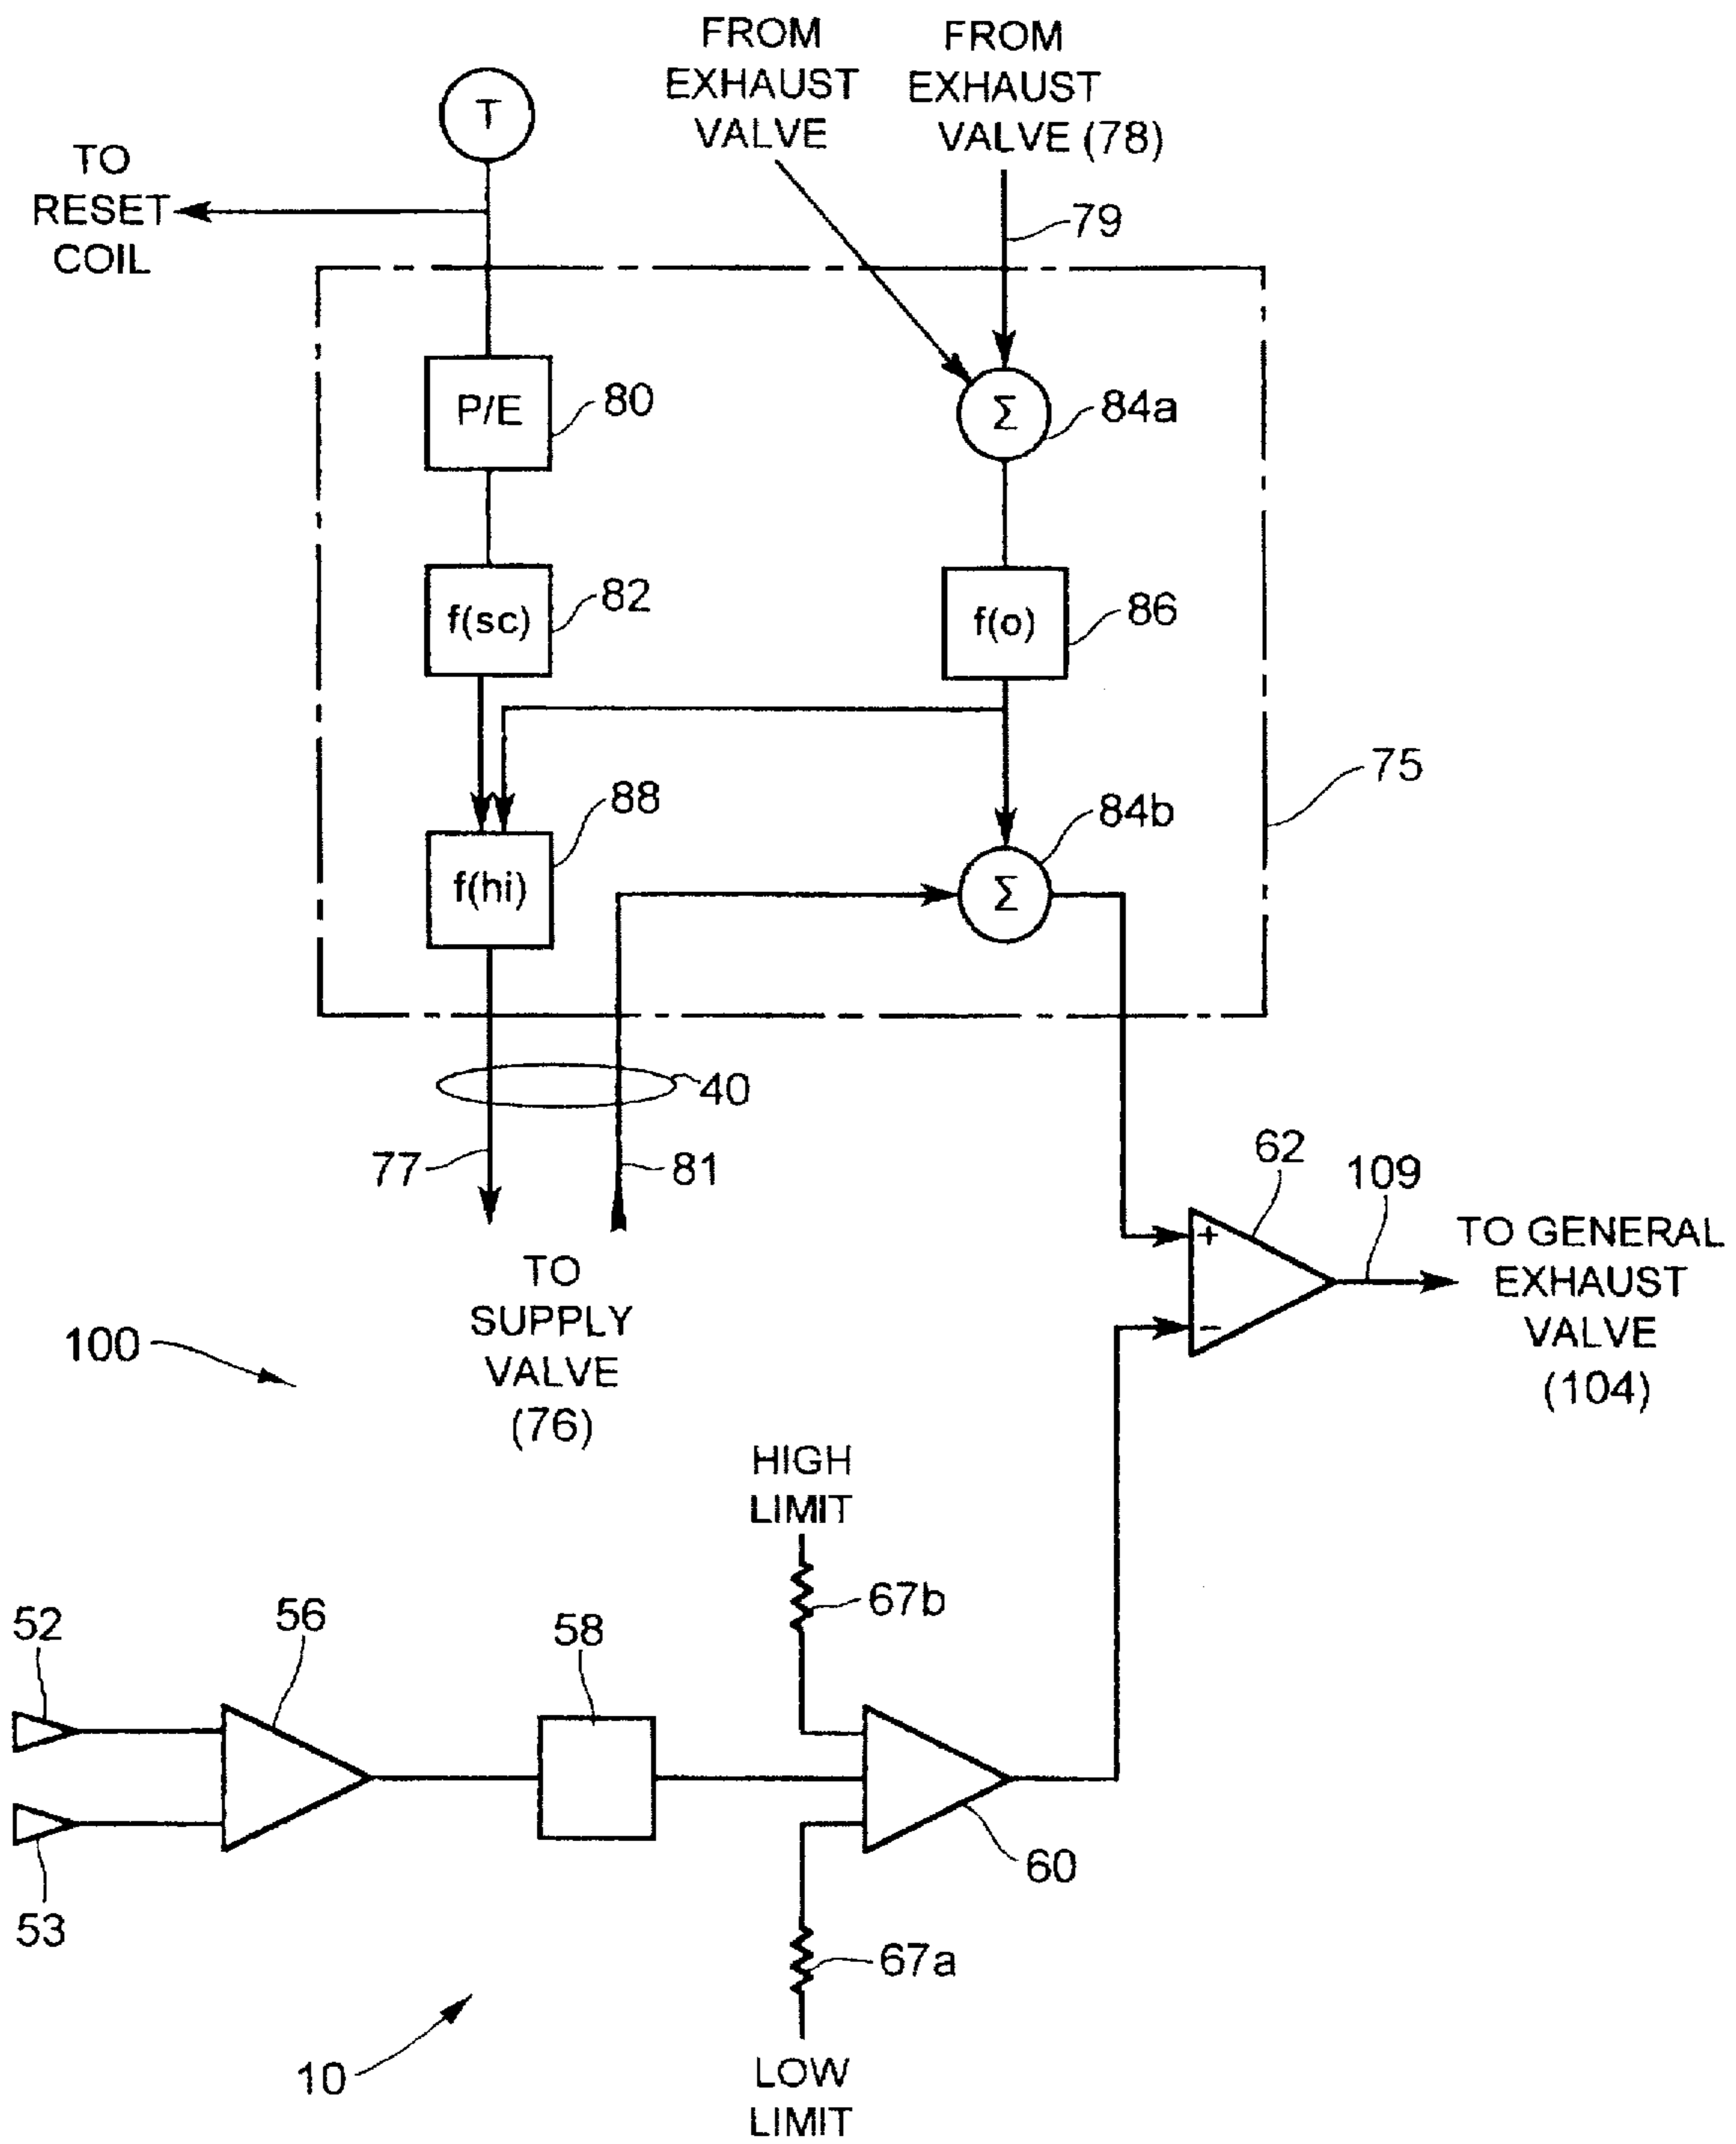 FROM
EXHAUST
VALVE
FROM
EXHAUST
VALVE (78)
T
TO
RESET
COIL
79
P/E
80
Σ
84a
f(sc)
82
f(o)
86
75
88
84b
f(hi)
Σ
40
77
81
62
109
TO
SUPPLY
VALVE
(76)
+
−
TO GENERAL
EXHAUST
VALVE
(104)
100
HIGH
LIMIT
67b
52
56
58
60
53
67a
10
LOW
LIMIT